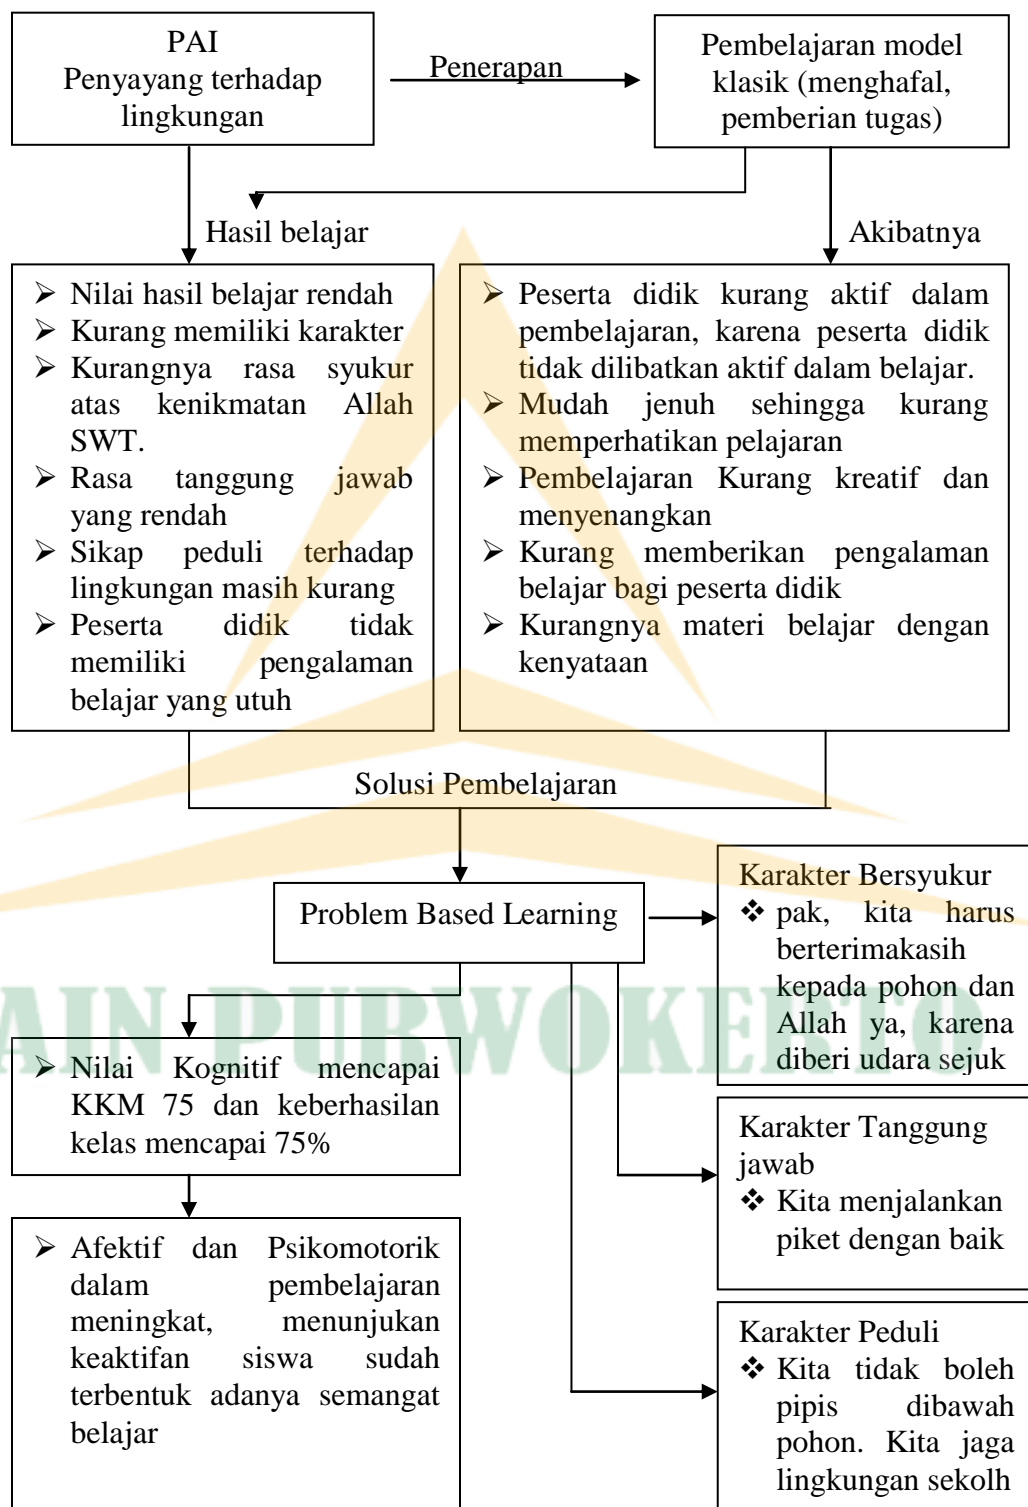 PAI
Penyayang terhadap
lingkungan
Penerapan
Pembelajaran model
klasik (menghafal,
pemberian tugas)
Hasil belajar
Akibatnya
➢ Nilai hasil belajar rendah
➢ Kurang memiliki karakter
➢ Kurangnya rasa syukur
atas kenikmatan Allah
SWT.
➢ Rasa tanggung jawab
yang rendah
➢ Sikap peduli terhadap
lingkungan masih kurang
➢ Peserta didik tidak
memiliki pengalaman
belajar yang utuh
➢ Peserta didik kurang aktif dalam
pembelajaran, karena peserta didik
tidak dilibatkan aktif dalam belajar.
➢ Mudah jenuh sehingga kurang
memperhatikan pelajaran
➢ Pembelajaran Kurang kreatif dan
menyenangkan
➢ Kurang memberikan pengalaman
belajar bagi peserta didik
➢ Kurangnya materi belajar dengan
kenyataan
Solusi Pembelajaran
Problem Based Learning
Karakter Bersyukur
❖ pak, kita harus
berterimakasih
kepada pohon dan
Allah ya, karena
diberi udara sejuk
AIN PURWOKERTO
➢ Nilai Kognitif mencapai
KKM 75 dan keberhasilan
kelas mencapai 75%
Karakter Tanggung
jawab
❖ Kita menjalankan
piket dengan baik
➢ Afektif dan Psikomotorik
dalam pembelajaran
meningkat, menunjukan
keaktifan siswa sudah
terbentuk adanya semangat
belajar
Karakter Peduli
❖ Kita tidak boleh
pipis dibawah
pohon. Kita jaga
lingkungan sekolh